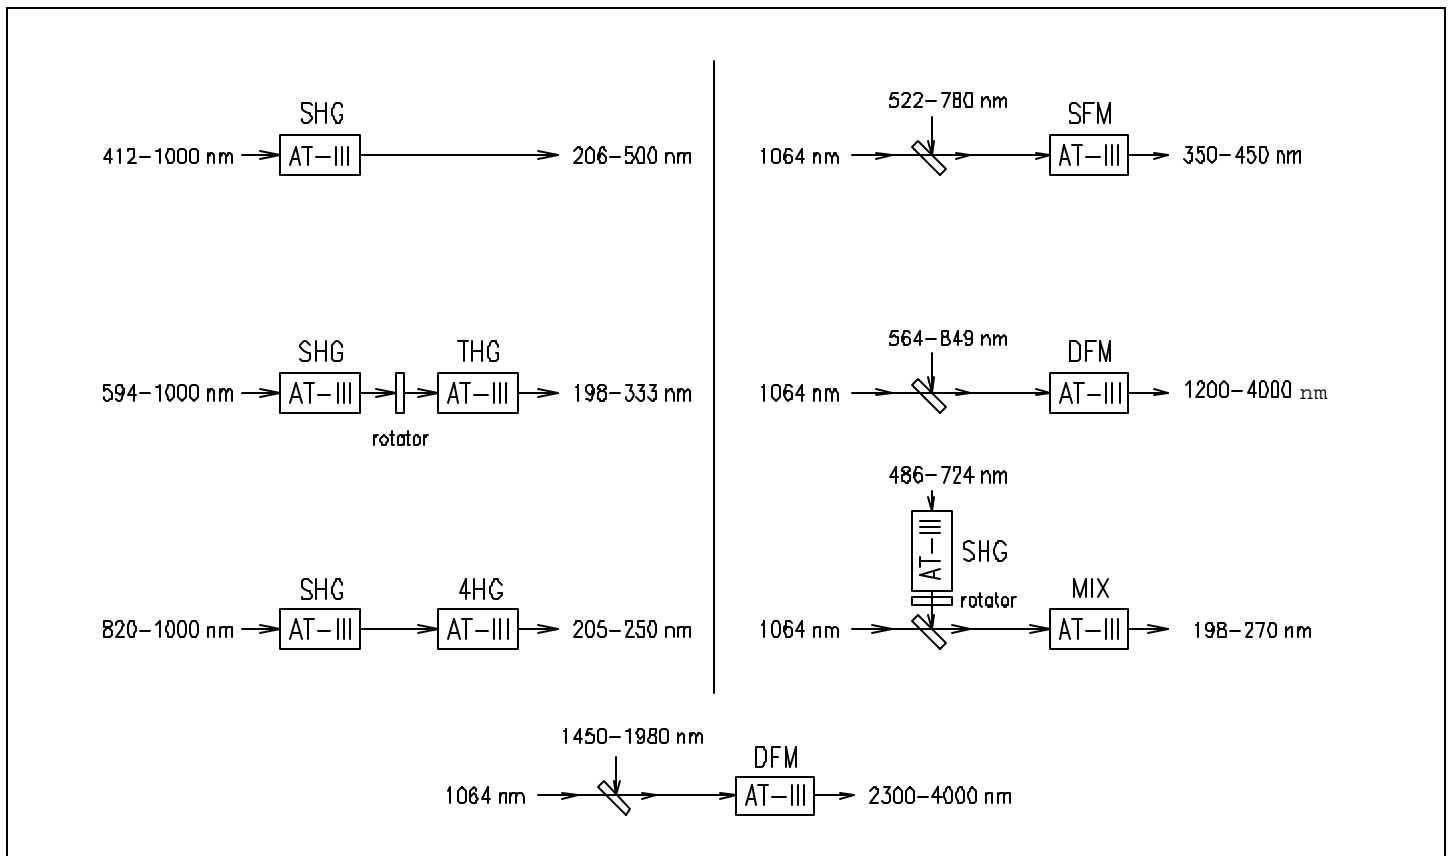 SHG
412-1000 nm AT-III 206-500 nm
SHG THG
594-1000 nm AT-III AT-III 198-333 nm
rotator
SHG 4HG
820-1000 nm AT-III AT-III 205-250 nm
522-780 nm
SFM
1064 nm AT-III 350-450 nm
564-849 nm
DFM
1064 nm AT-III 1200-4000 nm
486-724 nm
AT-III SHG
rotator
MIX
1064 nm AT-III 198-270 nm
1450-1980 nm
DFM
1064 nm AT-III 2300-4000 nm